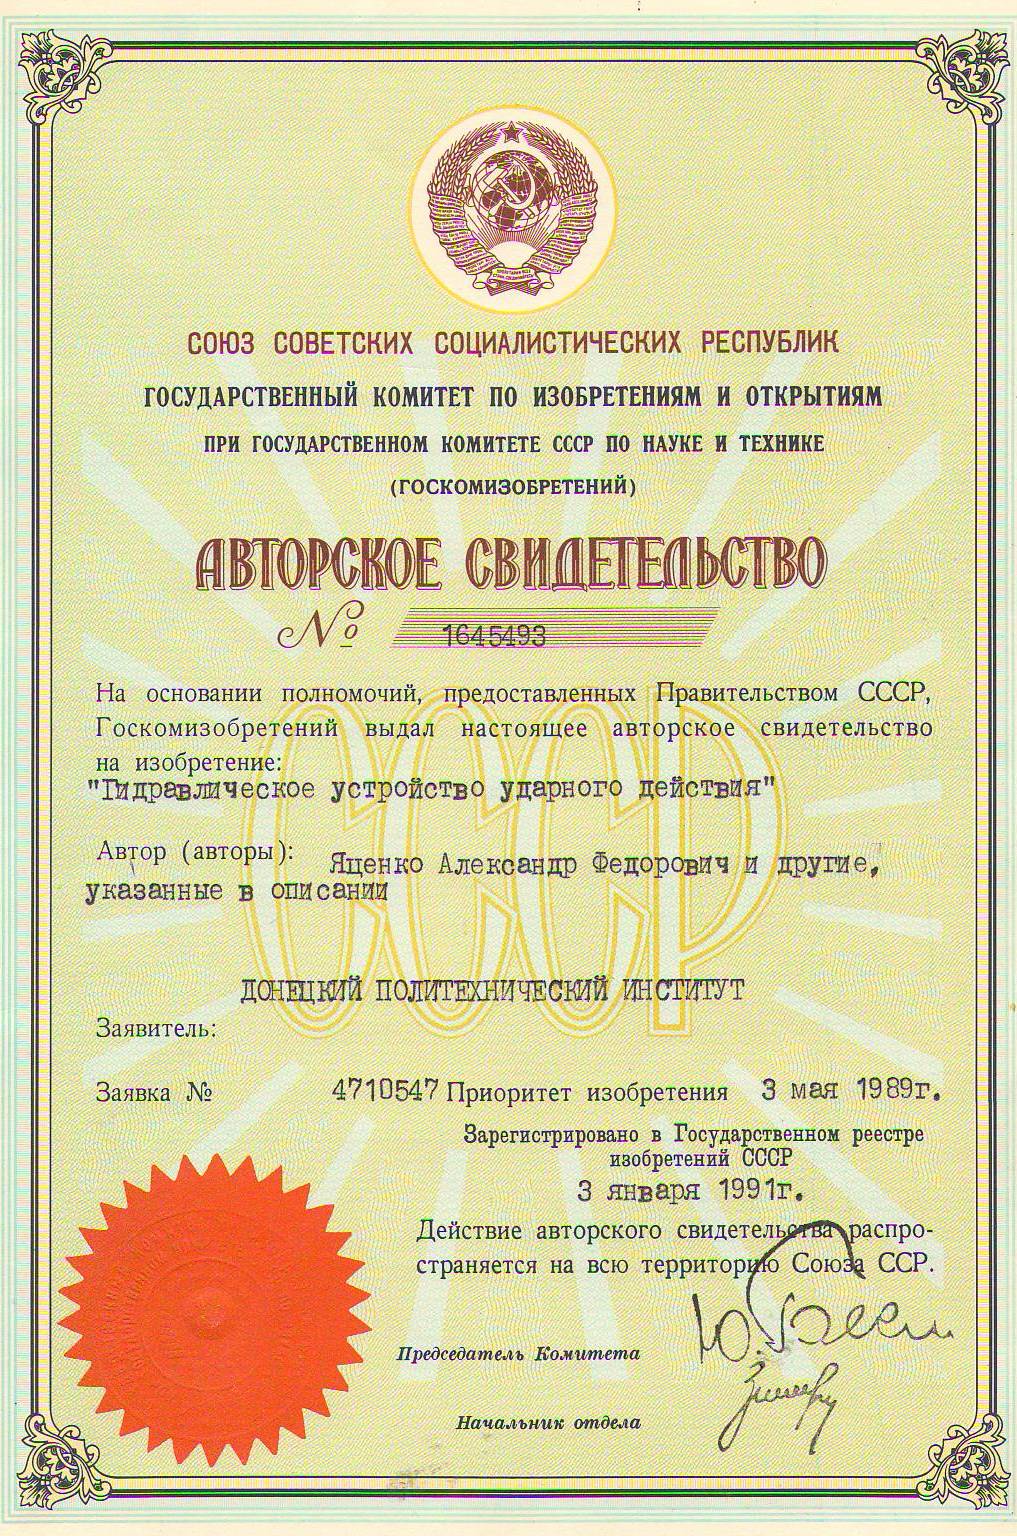 СОЮЗ СОВЕТСКИХ СОЦИАЛИСТИЧЕСКИХ РЕСПУБЛИК
ГОСУДАРСТВЕННЫЙ КОМИТЕТ ПО ИЗОБРЕТЕНИЯМ И ОТКРЫТИЯМ
ПРИ ГОСУДАРСТВЕННОМ КОМИТЕТЕ СССР ПО НАУКЕ И ТЕХНИКЕ
(ГОСКОМИЗОБРЕТЕНИЙ)
АВТОРСКОЕ СВИДЕТЕЛЬСТВО
№ 1645493
На основании полномочий, предоставленных Правительством СССР,
Госкомизобретений выдал настоящее авторское свидетельство
на изобретение:
"Гидравлическое устройство ударного действия"
Автор (авторы): Яценко Александр Федорович и другие,
указанные в описании
СССР
ДОНЕЦКИЙ ПОЛИТЕХНИЧЕСКИЙ ИНСТИТУТ
Заявитель:
Заявка № 4710547 Приоритет изобретения 3 мая 1989г.
Зарегистрировано в Государственном реестре
изобретений СССР
3 января 1991г.
Действие авторского свидетельства распро-
страняется на всю территорию Союза ССР.
Председатель Комитета
Начальник отдела